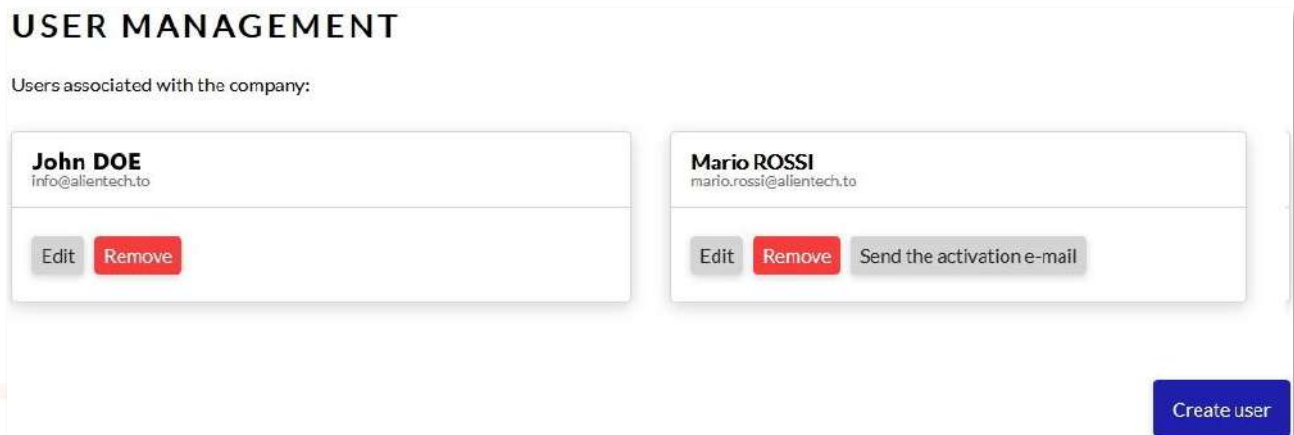 USER MANAGEMENT
Users associated with the company:
John DOE
info@alientech.to
Edit Remove
Mario ROSSI
mario.rossi@alientech.to
Edit Remove Send the activation e-mail
Create user